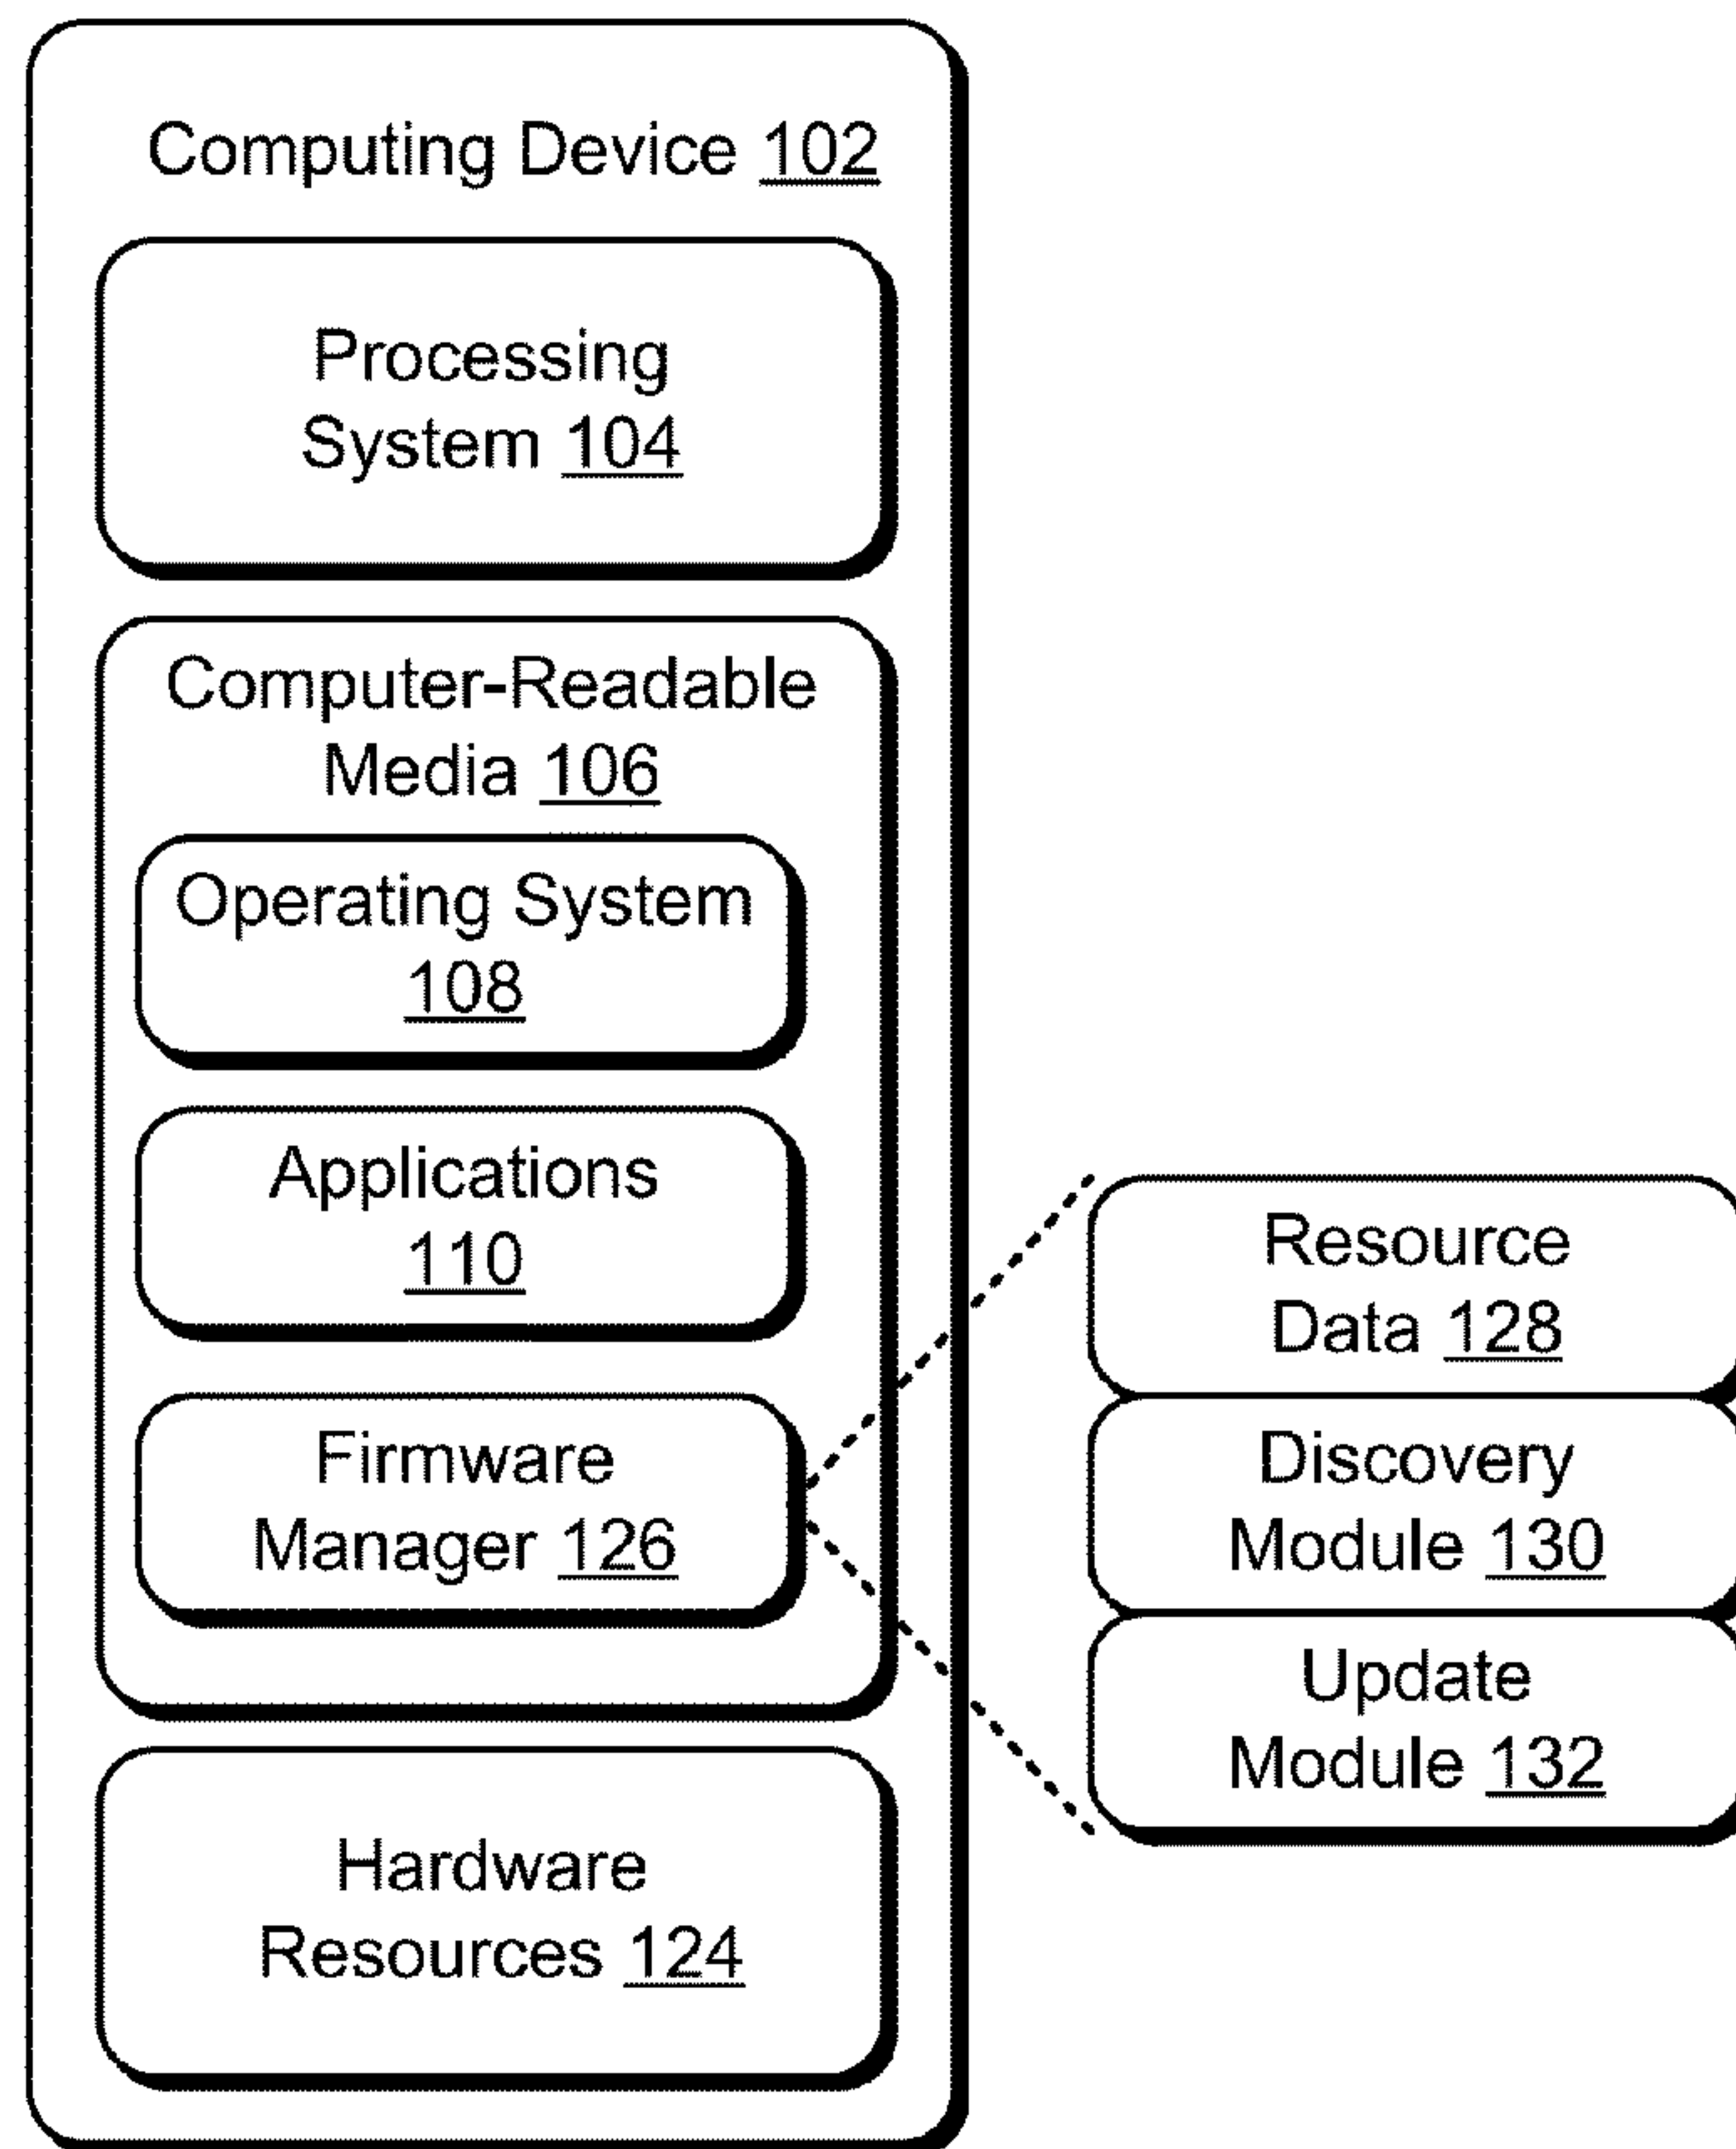 Computing Device 102
Processing
System 104
Computer-Readable
Media 106
Operating System
108
Applications
110
Firmware
Manager 126
Hardware
Resources 124
Resource
Data 128
Discovery
Module 130
Update
Module 132